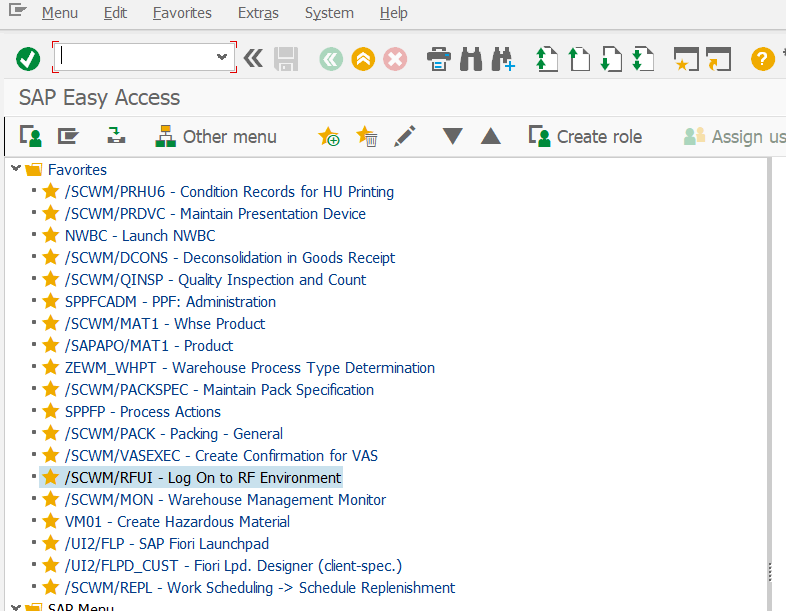 Menu Edit Favorites Extras System Help
SAP Easy Access
Other menu Create role Assign us
Favorites
/SCWM/PRHU6 - Condition Records for HU Printing
/SCWM/PRDVC - Maintain Presentation Device
NWBC - Launch NWBC
/SCWM/DCONS - Deconsolidation in Goods Receipt
/SCWM/QINSP - Quality Inspection and Count
SPPFCADM - PPF: Administration
/SCWM/MAT1 - Whse Product
/SAPAPO/MAT1 - Product
ZEWM_WHPT - Warehouse Process Type Determination
/SCWM/PACKSPEC - Maintain Pack Specification
SPPFP - Process Actions
/SCWM/PACK - Packing - General
/SCWM/VASEXEC - Create Confirmation for VAS
/SCWM/RFUI - Log On to RF Environment
/SCWM/MON - Warehouse Management Monitor
VM01 - Create Hazardous Material
/UI2/FLP - SAP Fiori Launchpad
/UI2/FLPD_CUST - Fiori Lpd. Designer (client-spec.)
/SCWM/REPL - Work Scheduling -> Schedule Replenishment
SAP Menu